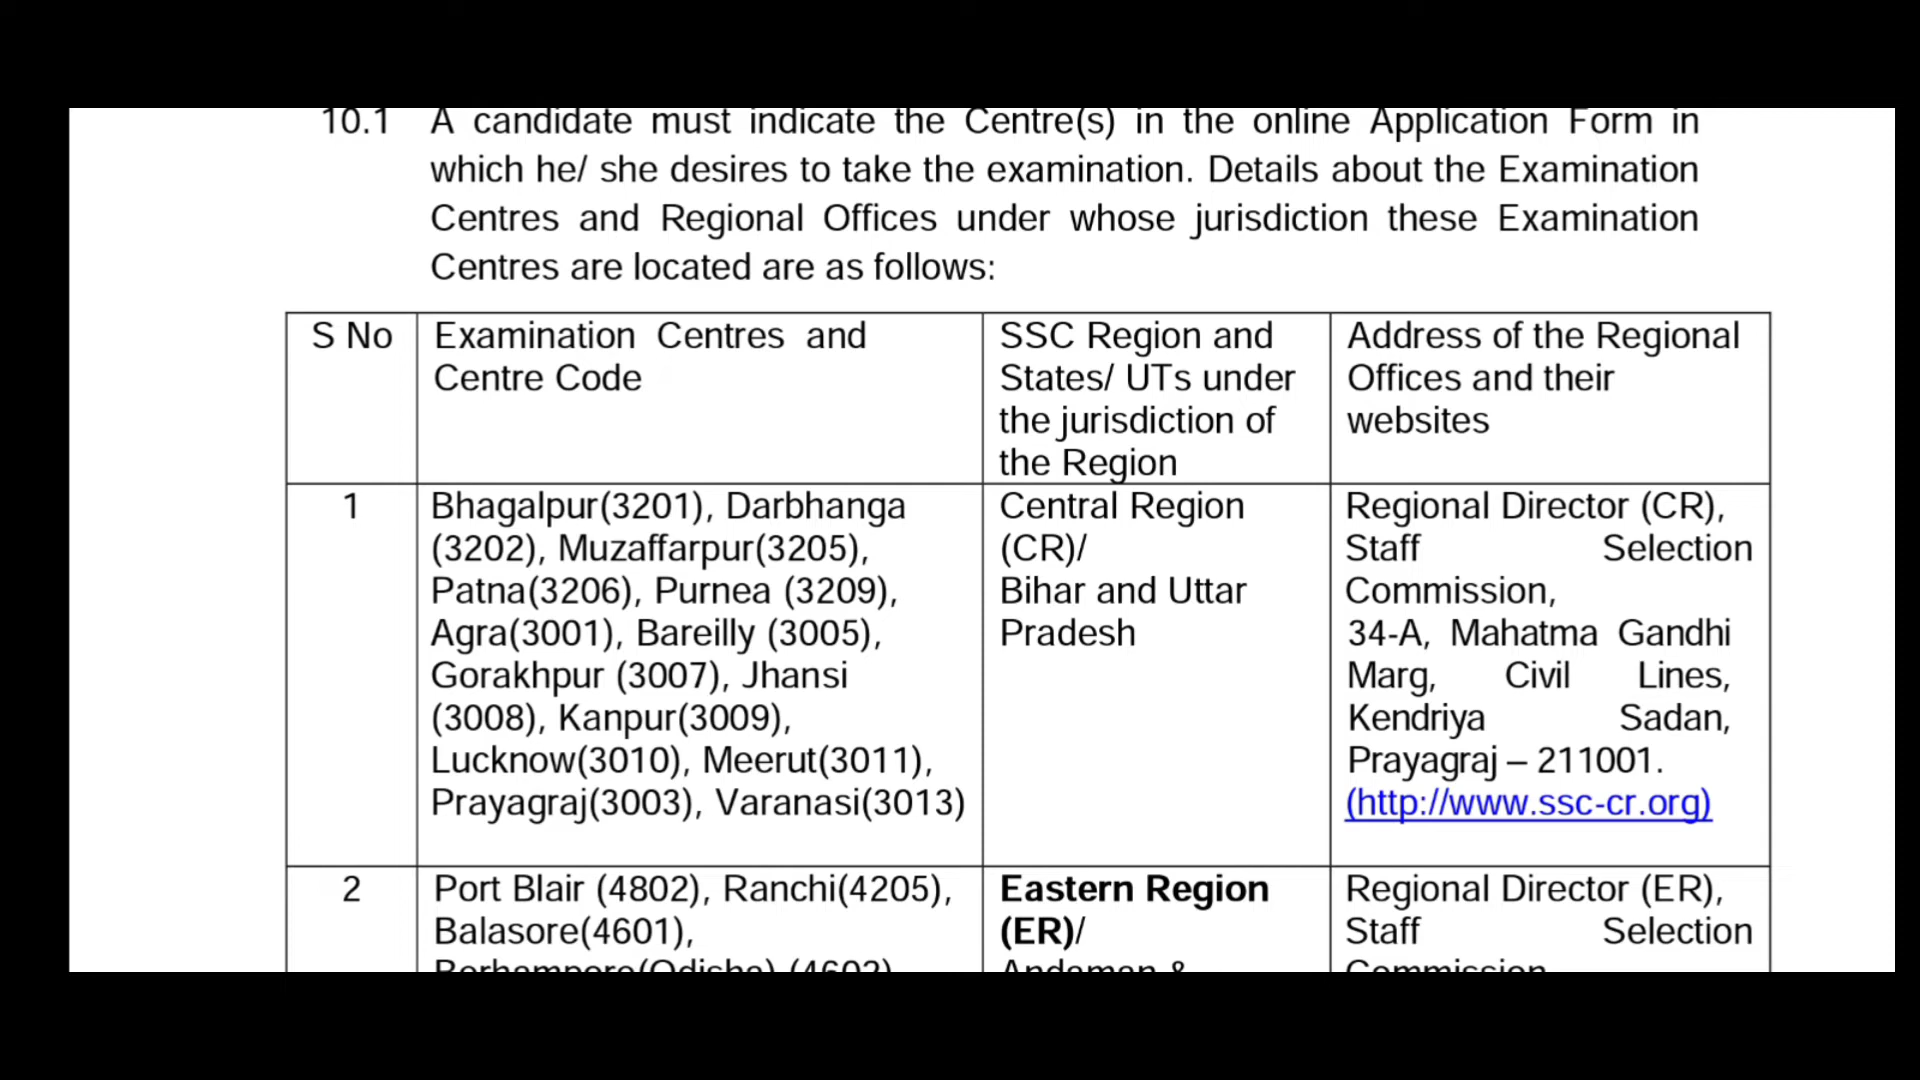 10.1 A candidate must indicate the Centre(s) in the online Application Form in
which he/ she desires to take the examination. Details about the Examination
Centres and Regional Offices under whose jurisdiction these Examination
Centres are located are as follows:
S No
Examination Centres and
Centre Code
SSC Region and
States/ UTs under
the jurisdiction of
the Region
Address of the Regional
Offices and their
websites
1
Bhagalpur(3201), Darbhanga
(3202), Muzaffarpur(3205),
Patna(3206), Purnea (3209),
Agra(3001), Bareilly (3005),
Gorakhpur (3007), Jhansi
(3008), Kanpur(3009),
Lucknow(3010), Meerut(3011),
Prayagraj(3003), Varanasi(3013)
Central Region
(CR)/
Bihar and Uttar
Pradesh
Regional Director (CR),
Staff Selection
Commission,
34-A, Mahatma Gandhi
Marg, Civil Lines,
Kendriya Sadan,
Prayagraj – 211001.
(http://www.ssc-cr.org)
2
Port Blair (4802), Ranchi(4205),
Balasore(4601),
Berhampore(Odisha) (4602)
Eastern Region
(ER)/
Andaman &
Regional Director (ER),
Staff Selection
Commission